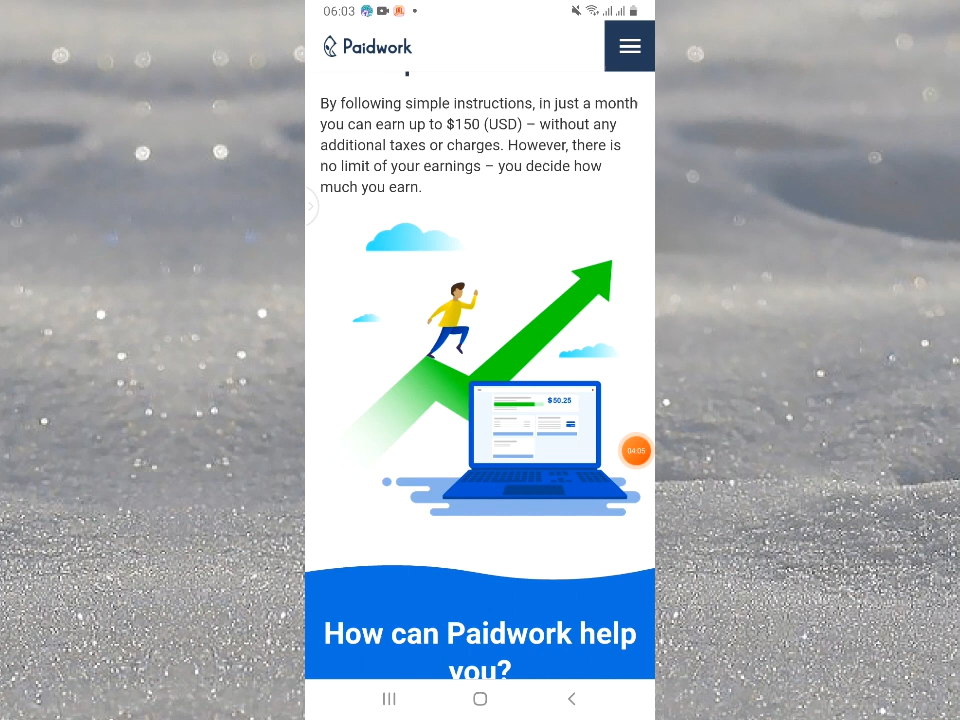 06:03
Paidwork
By following simple instructions, in just a month
you can earn up to $150 (USD) – without any
additional taxes or charges. However, there is
no limit of your earnings – you decide how
much you earn.
$50.25
04:05
How can Paidwork help
you?